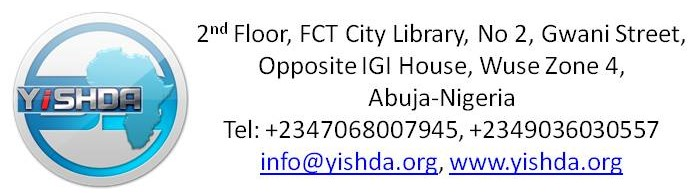 YiSHDA
2nd Floor, FCT City Library, No 2, Gwani Street,
Opposite IGI House, Wuse Zone 4,
Abuja-Nigeria
Tel: +2347068007945, +2349036030557
info@yishda.org, www.yishda.org